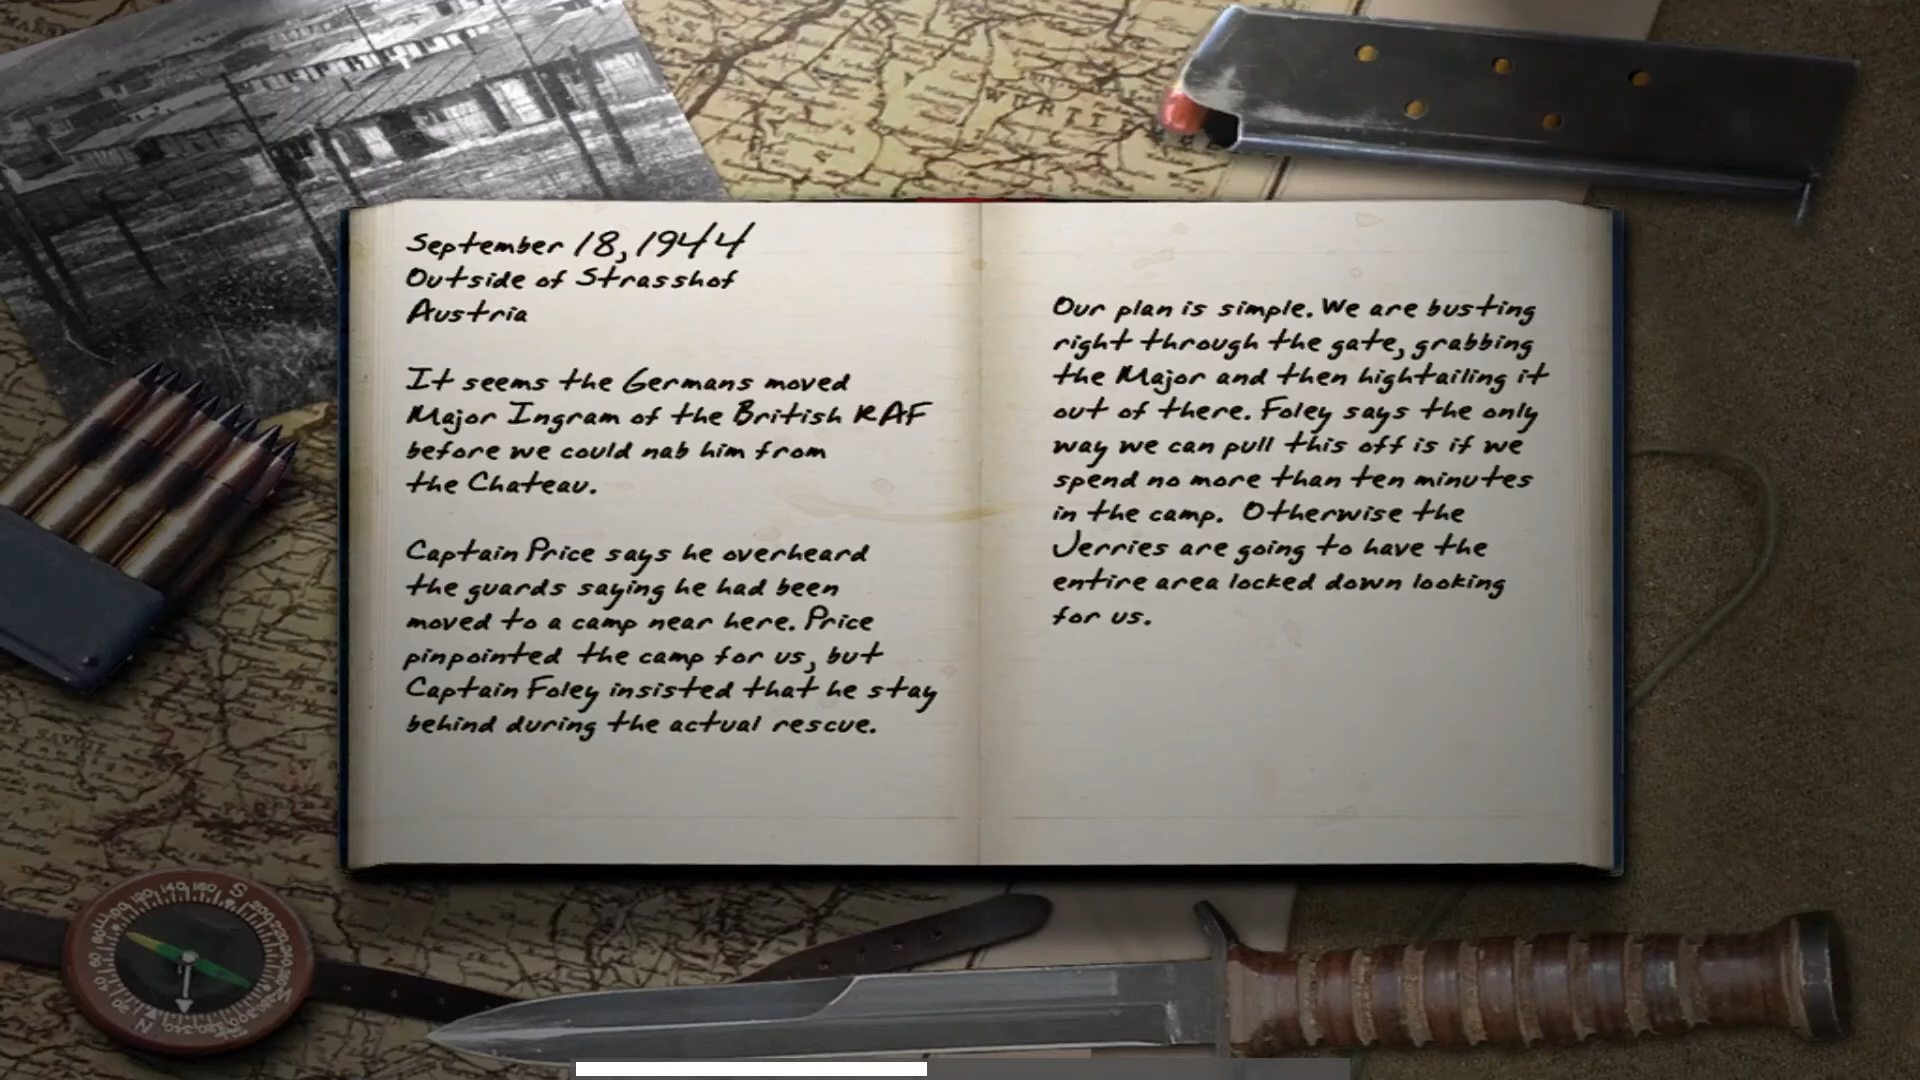 September 18, 1944
Outside of Strasshof
Austria
It seems the Germans moved
Major Ingram of the British RAF
before we could nab him from
the Chateau.
Captain Price says he overheard
the guards saying he had been
moved to a camp near here. Price
pinpointed the camp for us, but
Captain Foley insisted that he stay
behind during the actual rescue.
Our plan is simple. We are busting
right through the gate, grabbing
the Major and then hightailing it
out of there. Foley says the only
way we can pull this off is if we
spend no more than ten minutes
in the camp. Otherwise the
Jerries are going to have the
entire area locked down looking
for us.